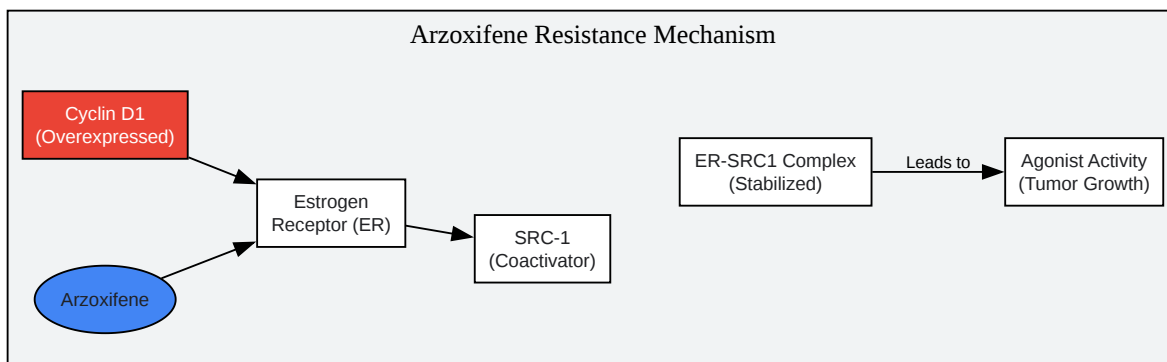 Arzoxifene Resistance Mechanism
Cyclin D1
(Overexpressed)
Estrogen
Receptor (ER)
Arzoxifene
SRC-1
(Coactivator)
ER-SRC1 Complex
(Stabilized)
Leads to
Agonist Activity
(Tumor Growth)